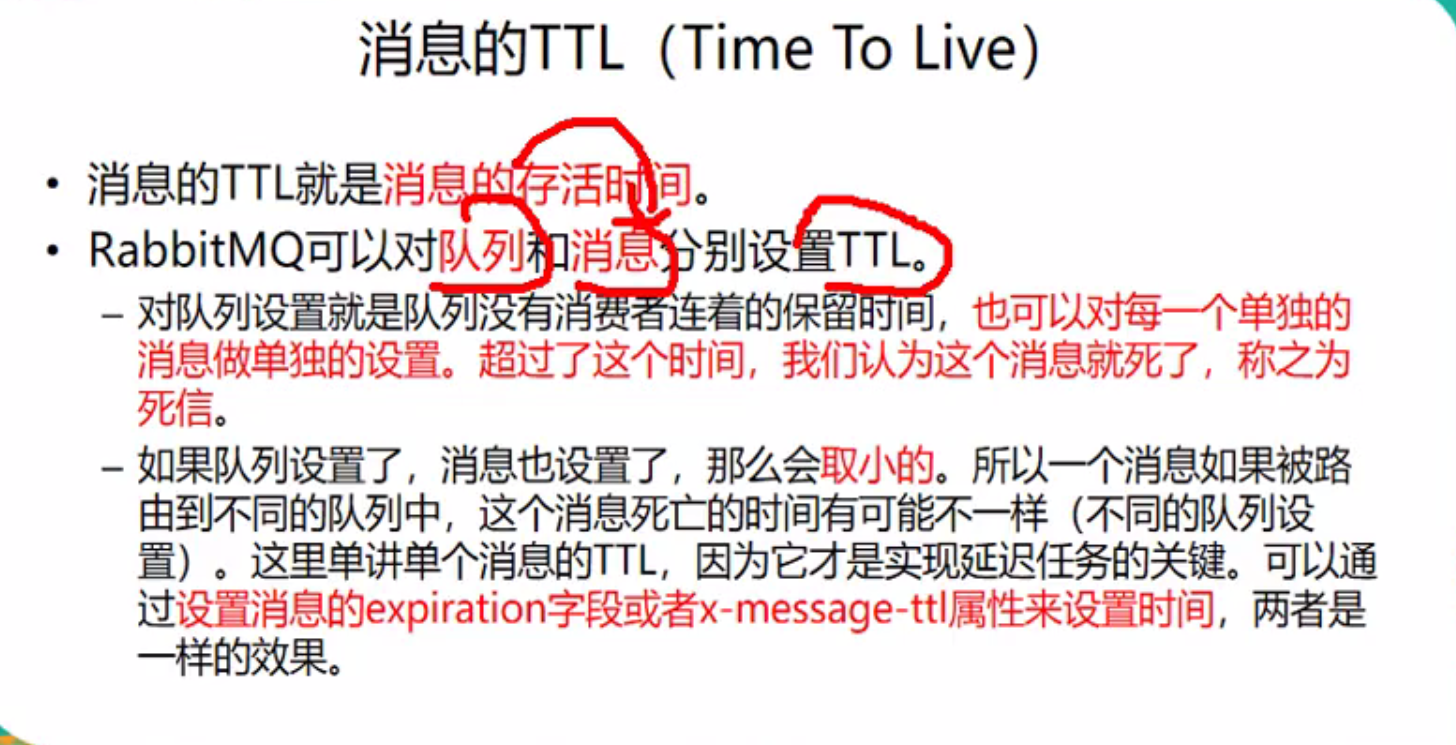 消息的TTL（Time To Live）
• 消息的TTL就是消息的存活时间。
• RabbitMQ可以对队列和消息分别设置TTL。
– 对队列设置就是队列没有消费者连着的保留时间，也可以对每一个单独的
消息做单独的设置。超过了这个时间，我们认为这个消息就死了，称之为
死信。
– 如果队列设置了，消息也设置了，那么会取小的。所以一个消息如果被路
由到不同的队列中，这个消息死亡的时间有可能不一样（不同的队列设
置）。这里单讲单个消息的TTL，因为它才是实现延迟任务的关键。可以通
过设置消息的expiration字段或者x-message-ttl属性来设置时间，两者是
一样的效果。